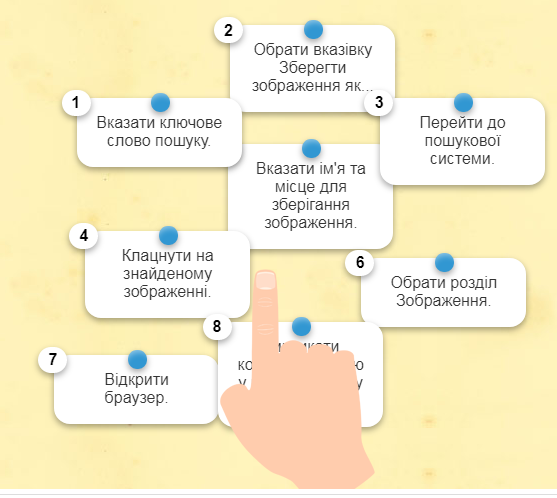 2
Обрати вказівку
Зберегти
зображення як...
1
Вказати ключове
слово пошуку.
3
Перейти до
пошукової
системи.
Вказати ім'я та
місце для
зберігання
зображення.
4
Клацнути на
знайденому
зображенні.
6
Обрати розділ
Зображення.
8
7
Відкрити
браузер.